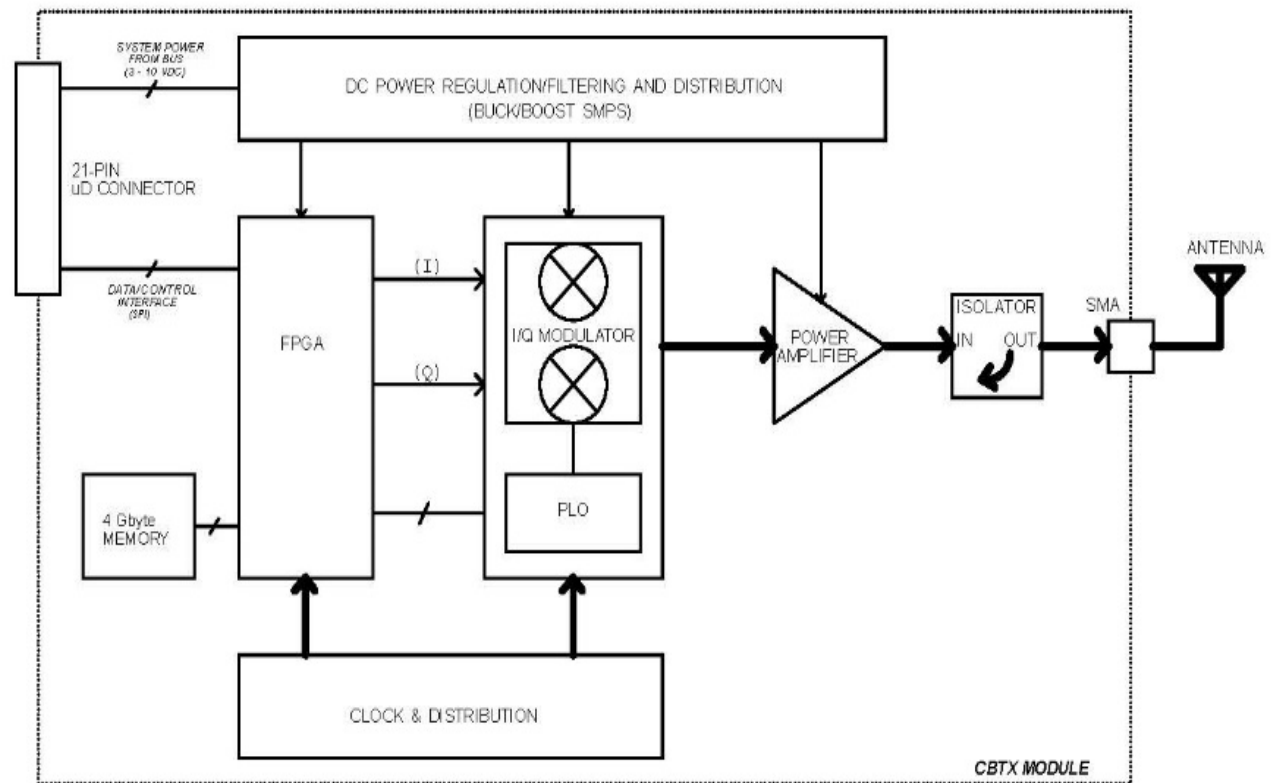 SYSTEM POWER
FROM BUS
(3 - 10 VDC)
DC POWER REGULATION/FILTERING AND DISTRIBUTION
(BUCK/BOOST SMPS)
21-PIN
uD CONNECTOR
DATA/CONTROL
INTERFACE
(SPI)
FPGA
(I)
(Q)
I/Q MODULATOR
PLO
POWER
AMPLIFIER
ISOLATOR
IN OUT
SMA
ANTENNA
4 Gbyte
MEMORY
CLOCK & DISTRIBUTION
CBTX MODULE